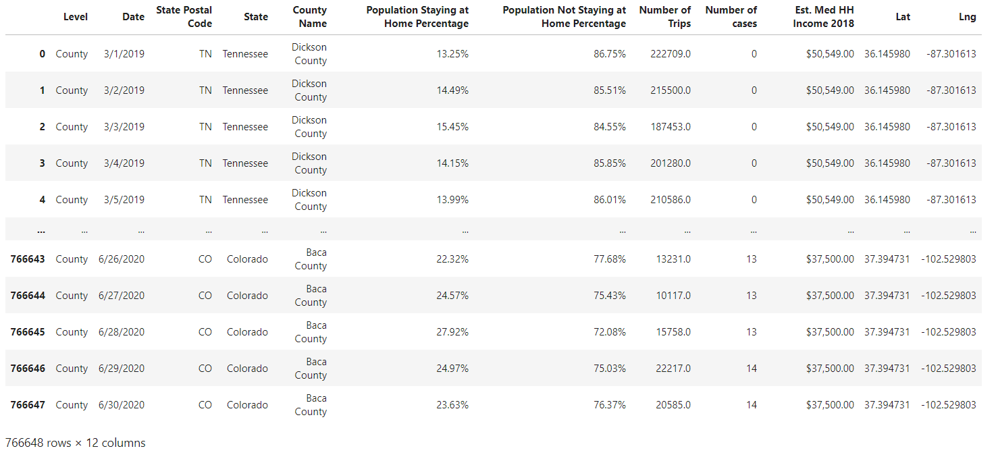 Level Date State Postal Code State County Name Population Staying at Home Percentage Population Not Staying at Home Percentage Number of Trips Number of cases Est. Med HH Income 2018 Lat Lng
0 County 3/1/2019 TN Tennessee Dickson County 13.25% 86.75% 222709.0 0 $50,549.00 36.145980 -87.301613
1 County 3/2/2019 TN Tennessee Dickson County 14.49% 85.51% 215500.0 0 $50,549.00 36.145980 -87.301613
2 County 3/3/2019 TN Tennessee Dickson County 15.45% 84.55% 187453.0 0 $50,549.00 36.145980 -87.301613
3 County 3/4/2019 TN Tennessee Dickson County 14.15% 85.85% 201280.0 0 $50,549.00 36.145980 -87.301613
4 County 3/5/2019 TN Tennessee Dickson County 13.99% 86.01% 210586.0 0 $50,549.00 36.145980 -87.301613
... ... ... ... ... ... ... ... ... ... ... ... ...
766643 County 6/26/2020 CO Colorado Baca County 22.32% 77.68% 13231.0 13 $37,500.00 37.394731 -102.529803
766644 County 6/27/2020 CO Colorado Baca County 24.57% 75.43% 10117.0 13 $37,500.00 37.394731 -102.529803
766645 County 6/28/2020 CO Colorado Baca County 27.92% 72.08% 15758.0 13 $37,500.00 37.394731 -102.529803
766646 County 6/29/2020 CO Colorado Baca County 24.97% 75.03% 22217.0 14 $37,500.00 37.394731 -102.529803
766647 County 6/30/2020 CO Colorado Baca County 23.63% 76.37% 20585.0 14 $37,500.00 37.394731 -102.529803
766648 rows × 12 columns